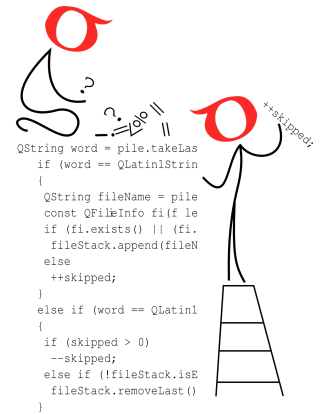 ?
?
++skipped;
QString word = pile.takeLas
if (word == QLatin1Strin
{
QString fileName = pile
const QFileInfo fi(f le
if (fi.exists() || (fi.
fileStack.append(fileN
else
++skipped;
}
else if (word == QLatin1
{
if (skipped > 0)
--skipped;
else if (!fileStack.isE
fileStack.removeLast()
}